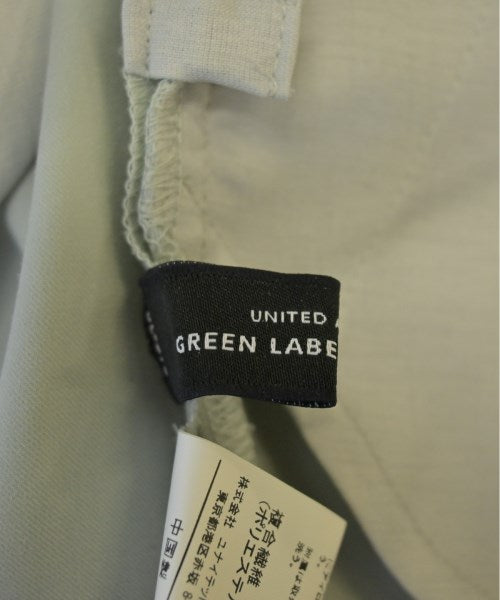 UNITED
GREEN LABE
複合繊維
(ポリエステ
株式会社 ユナイテッ
東京都港区赤坂 8
中国製